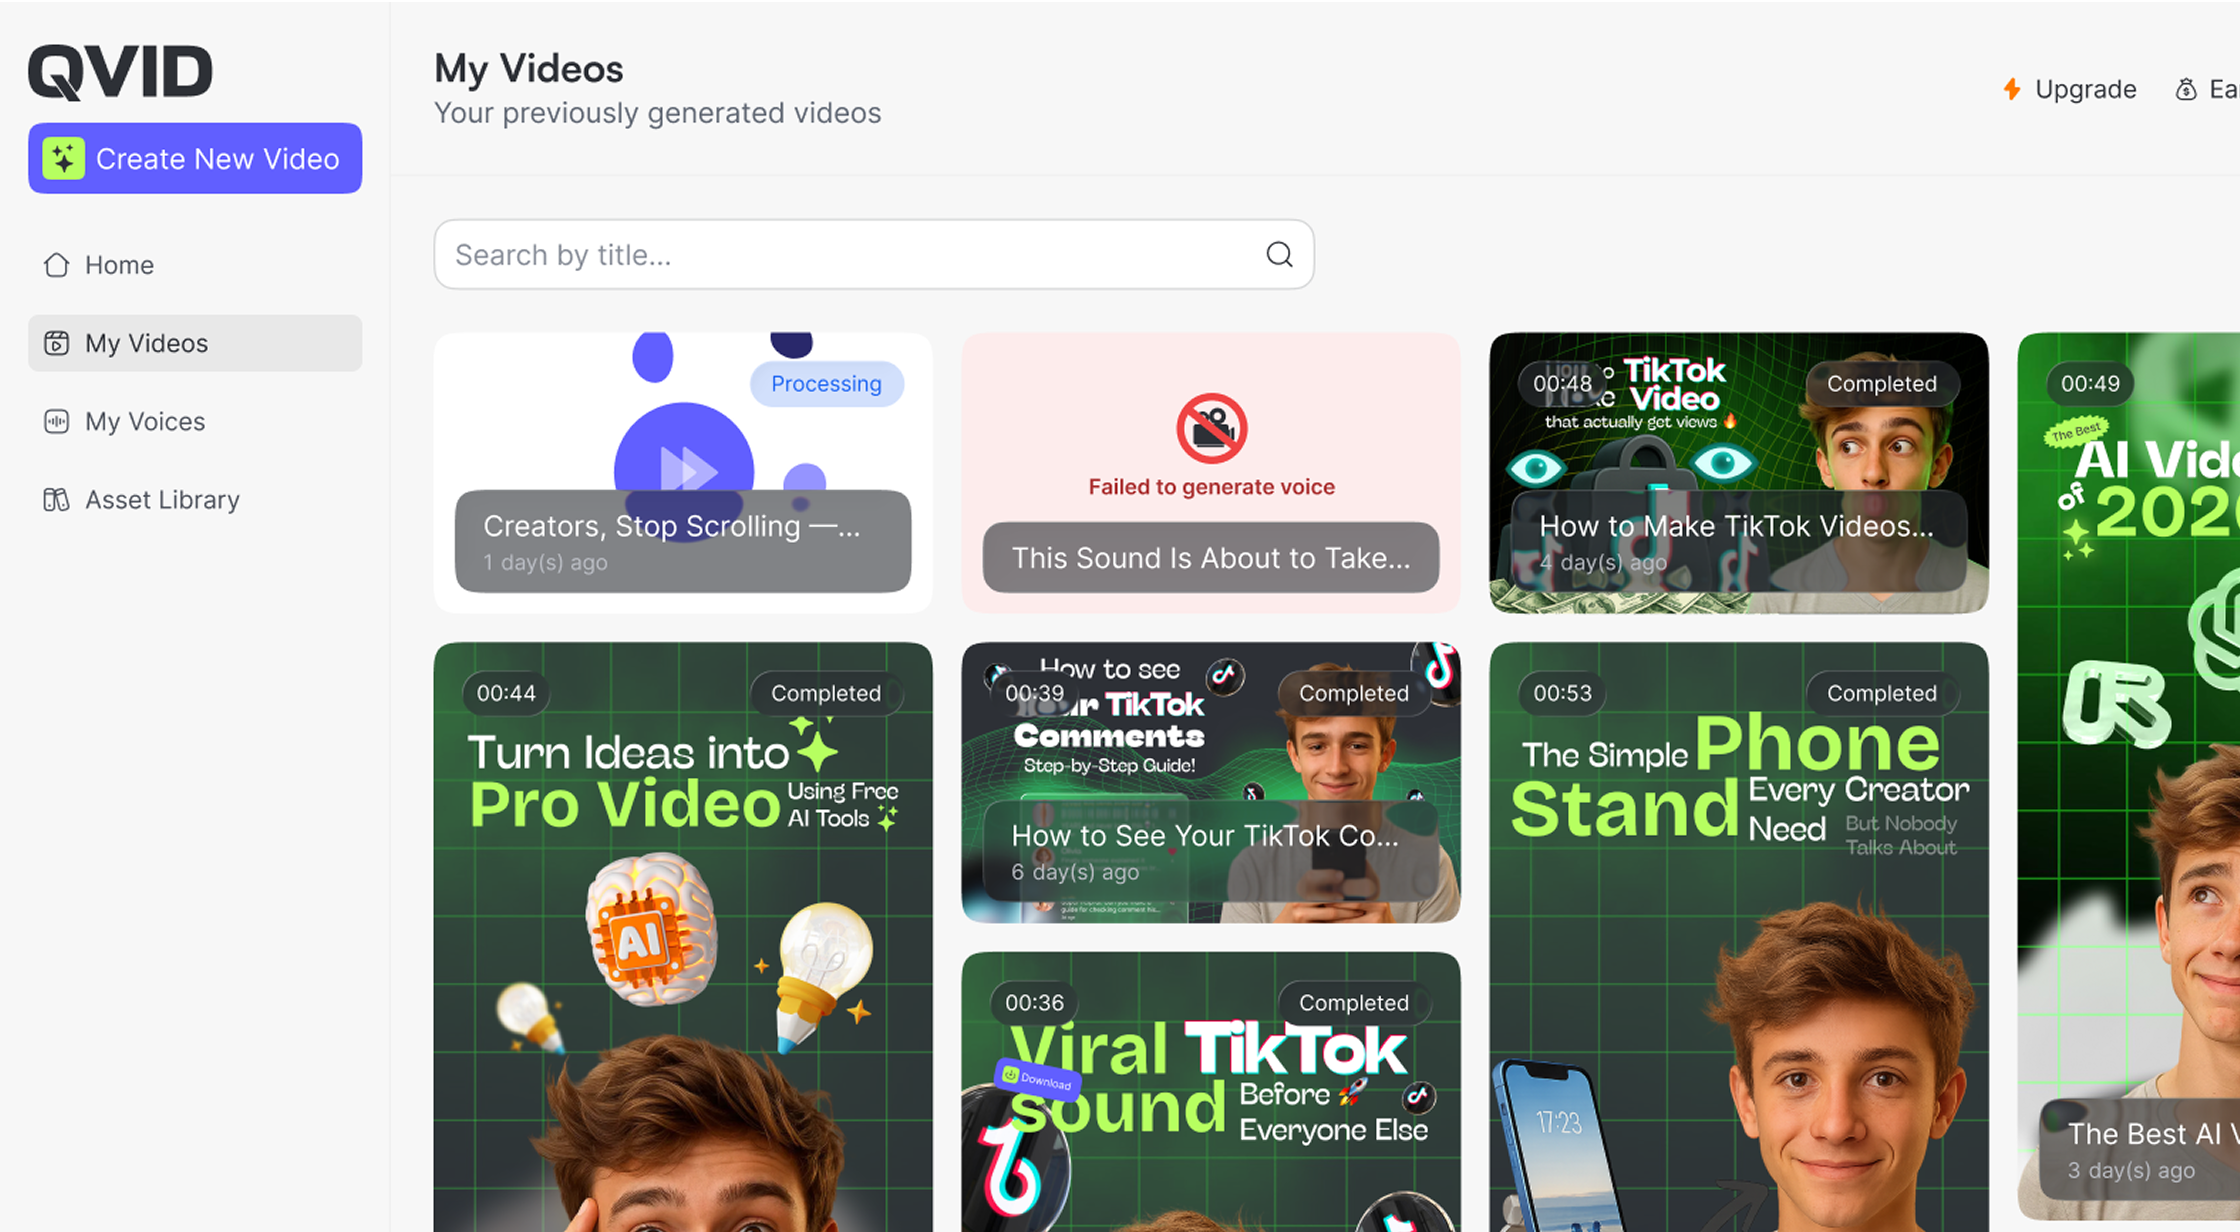 QVID
Create New Video
Home
My Videos
My Voices
Asset Library
My Videos
Your previously generated videos
Upgrade
Search by title...
Processing
Creators, Stop Scrolling —...
1 day(s) ago
Failed to generate voice
This Sound Is About to Take...
00:48
Completed
TikTok
Video
that actually get views 🔥
How to Make TikTok Videos...
4 day(s) ago
00:49
The Best
AI
of
The Best AI
3 day(s) ago
00:44
Completed
Turn Ideas into
Pro Video
Using Free
AI Tools
AI
00:39
Completed
How to see
TikTok
Comments
Step-by-Step Guide!
How to See Your TikTok Co...
6 day(s) ago
00:36
Completed
Viral TikTok
Download
sound
Before 🚀
Everyone Else
00:53
Completed
The Simple Phone
Stand
Every Creator
Need
But Nobody
Talks About
17:23